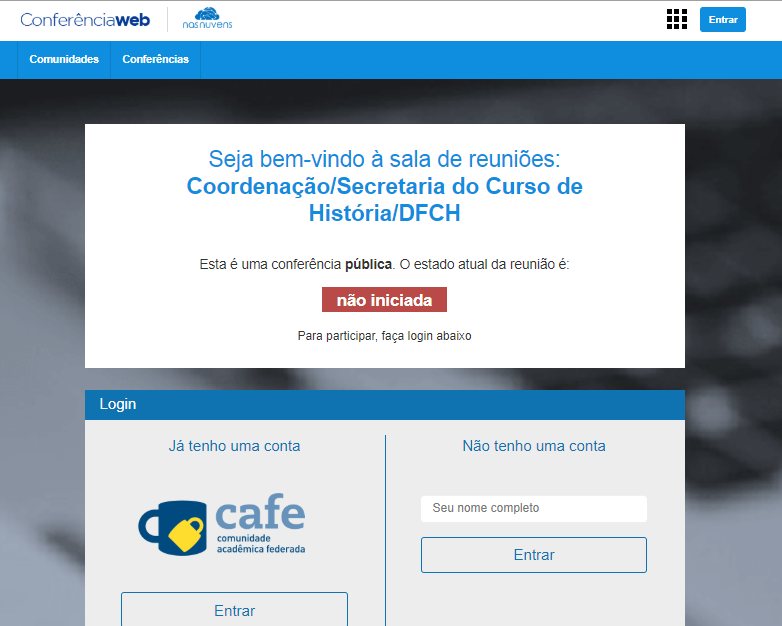 Conferênciaweb
nasnuvens
Entrar
Comunidades
Conferências
Seja bem-vindo à sala de reuniões:
Coordenação/Secretaria do Curso de
História/DFCH
Esta é uma conferência pública. O estado atual da reunião é:
não iniciada
Para participar, faça login abaixo
Login
Já tenho uma conta
cafe
comunidade
acadêmica federada
Entrar
Não tenho uma conta
Seu nome completo
Entrar